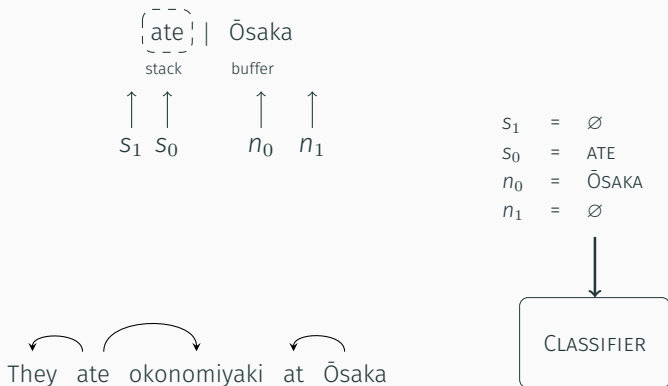 ate | Ōsaka
stack buffer
s₁ s₀ n₀ n₁
s₁ = ∅
s₀ = ATE
n₀ = ŌSAKA
n₁ = ∅
CLASSIFIER
They ate okonomiyaki at Ōsaka